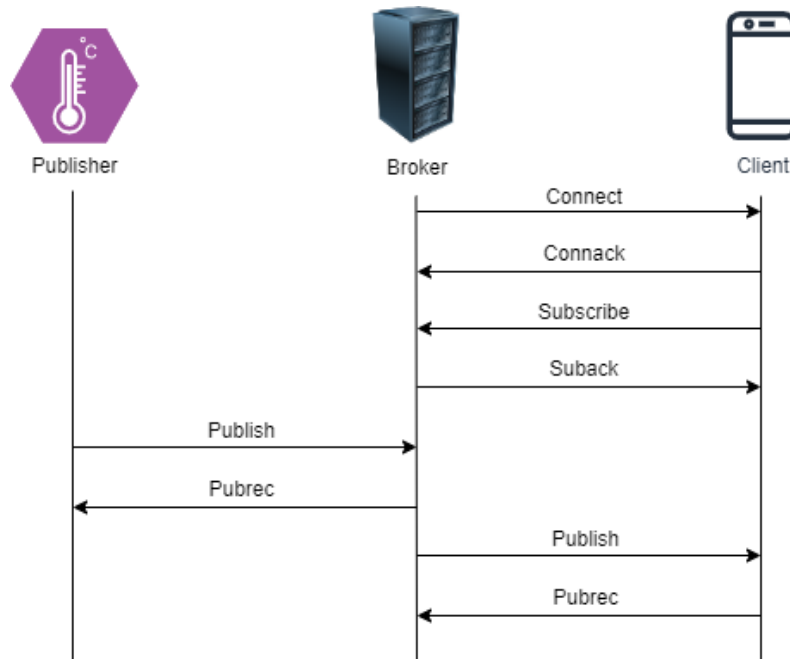 °C
Publisher
Broker
Client
Connect
Connack
Subscribe
Suback
Publish
Pubrec
Publish
Pubrec